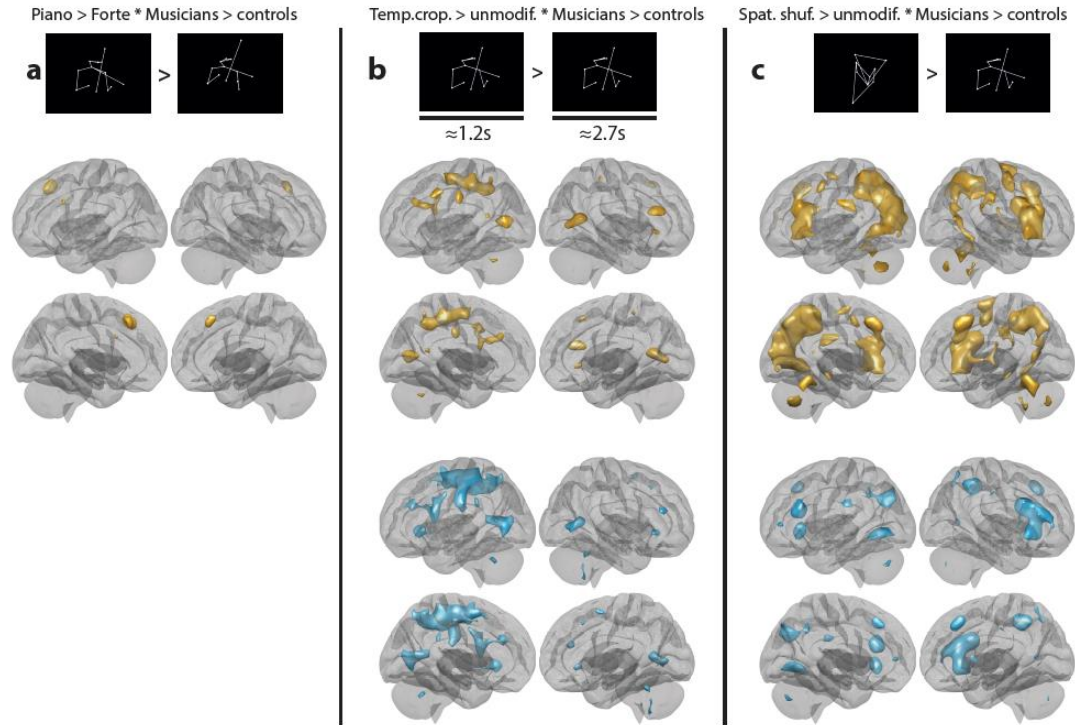 Piano > Forte * Musicians > controls
a
>
Temp.crop. > unmodif. * Musicians > controls
b
>
≈1.2s
≈2.7s
Spat. shuf. > unmodif. * Musicians > controls
c
>